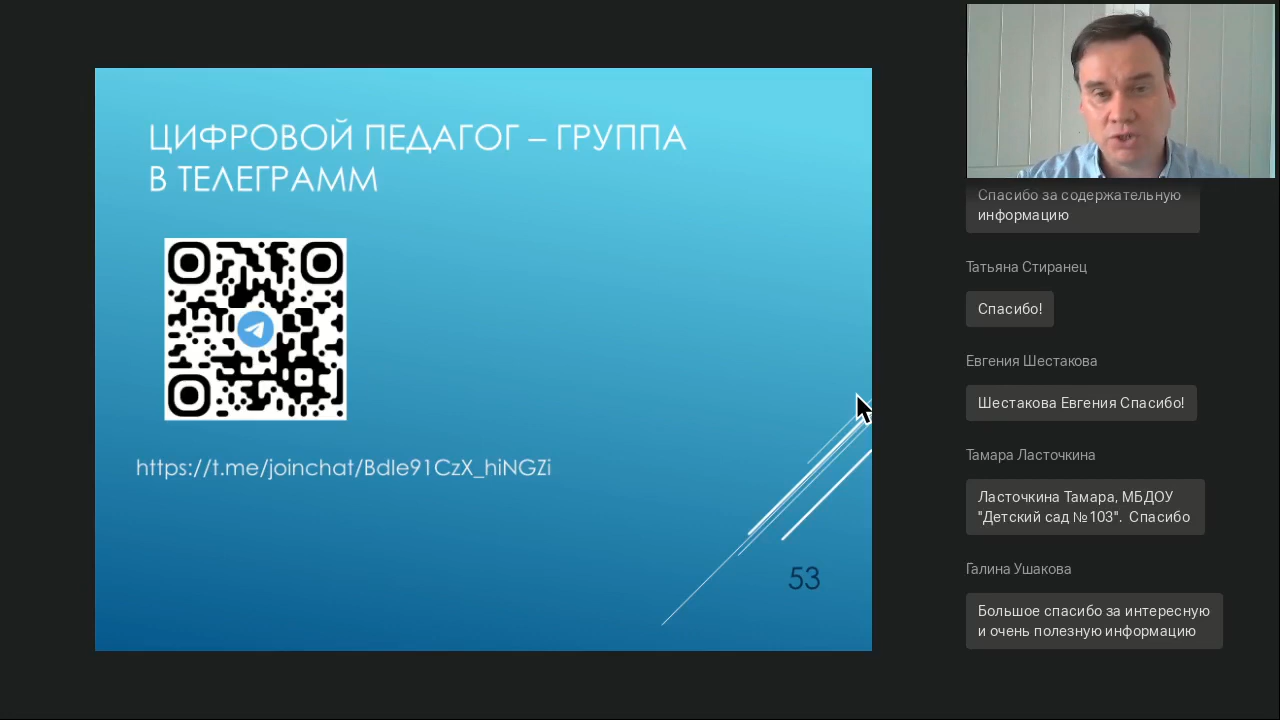 ЦИФРОВОЙ ПЕДАГОГ – ГРУППА
В ТЕЛЕГРАММ
https://t.me/joinchat/BdIe91CzX_hiNGZi
53
Спасибо за содержательную
информацию
Татьяна Стиранец
Спасибо!
Евгения Шестакова
Шестакова Евгения Спасибо!
Тамара Ласточкина
Ласточкина Тамара, МБДОУ
"Детский сад №103".  Спасибо
Галина Ушакова
Большое спасибо за интересную
и очень полезную информацию